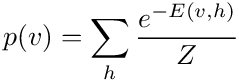 p(v) = \sum_{h} \frac{e^{-E(v,h)}}{Z}